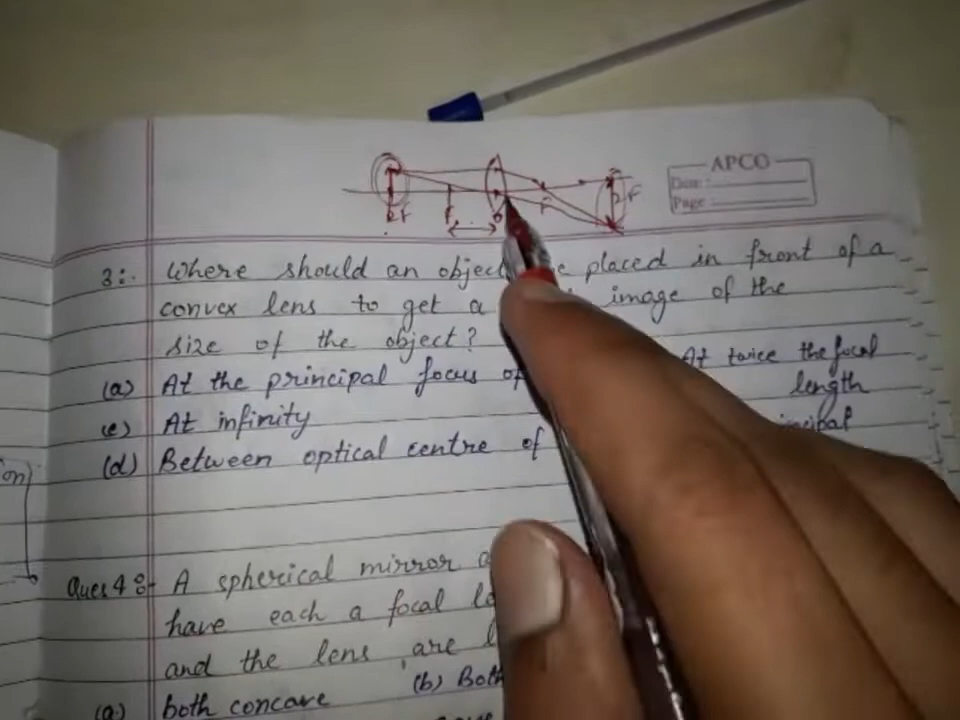 2F F O F 2F
APCO
Date:
Page:
3:. Where should an object placed in front of a
convex lens to get a image of the
size of the object?
(a) At the principal focus of At twice the focal
length
(c) At infinity
(d) Between optical centre of
on)
Ques 4:- A spherical mirror
have each a focal
and the lens are
(a) both concave (b) Both